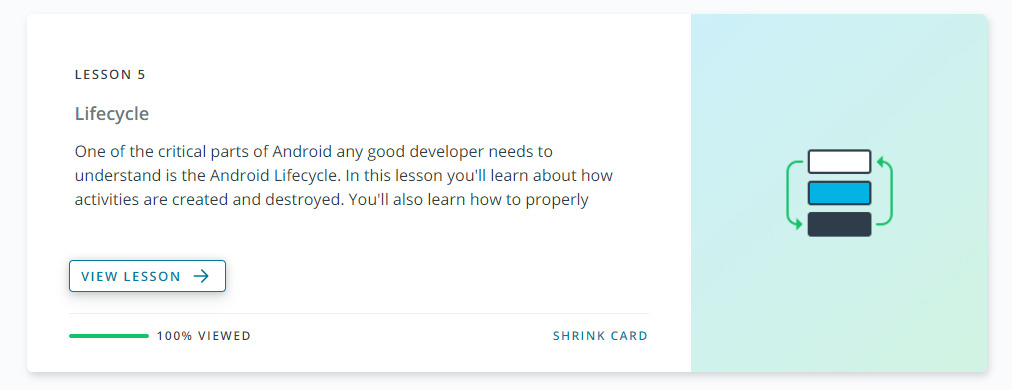 LESSON 5
Lifecycle
One of the critical parts of Android any good developer needs to
understand is the Android Lifecycle. In this lesson you'll learn about how
activities are created and destroyed. You'll also learn how to properly
VIEW LESSON
100% VIEWED
SHRINK CARD